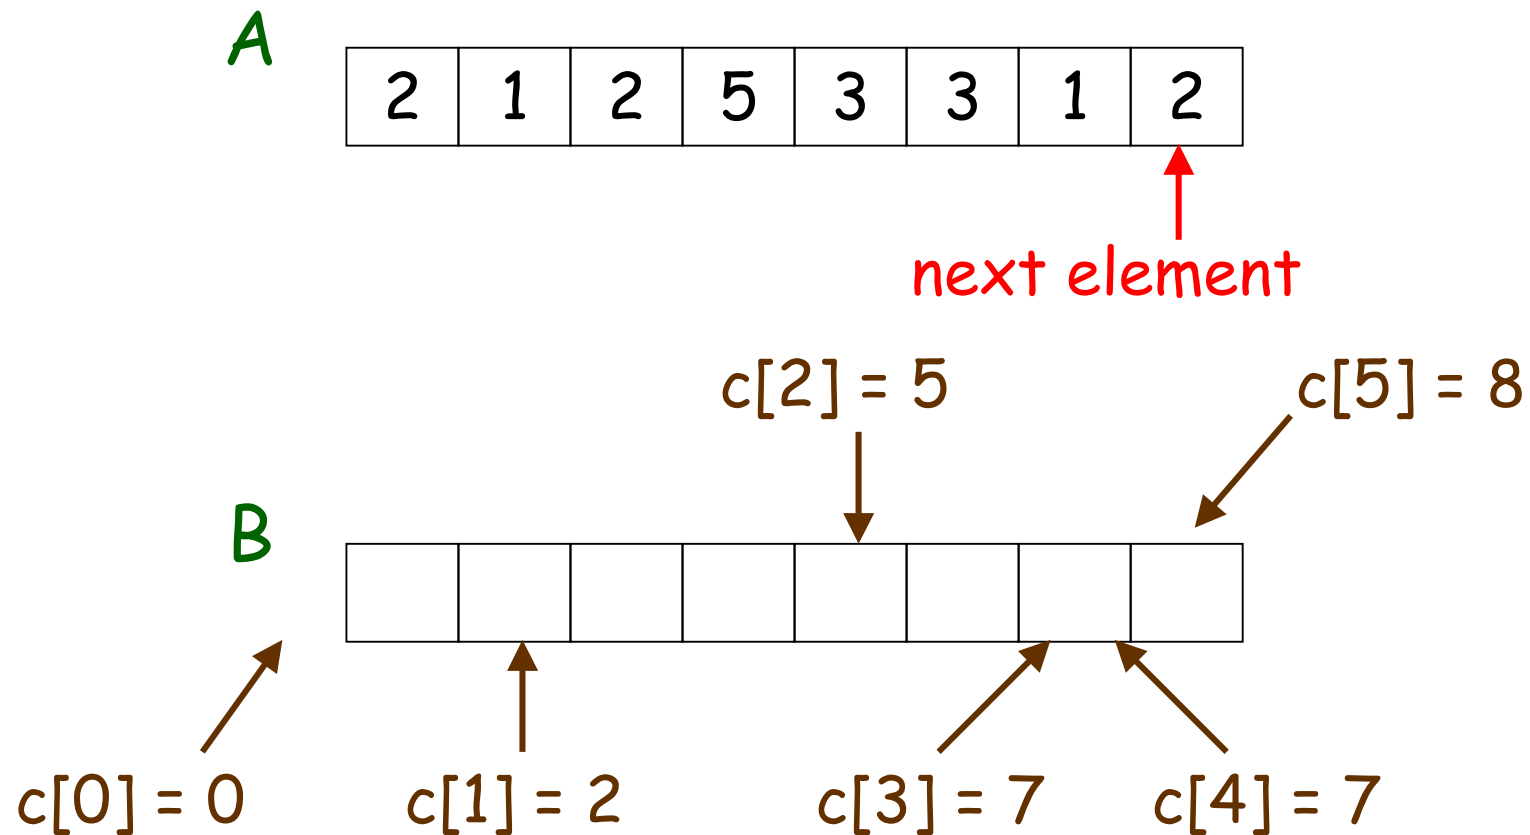 A
2 1 2 5 3 3 1 2
next element
c[2] = 5
c[5] = 8
B
c[0] = 0
c[1] = 2
c[3] = 7
c[4] = 7